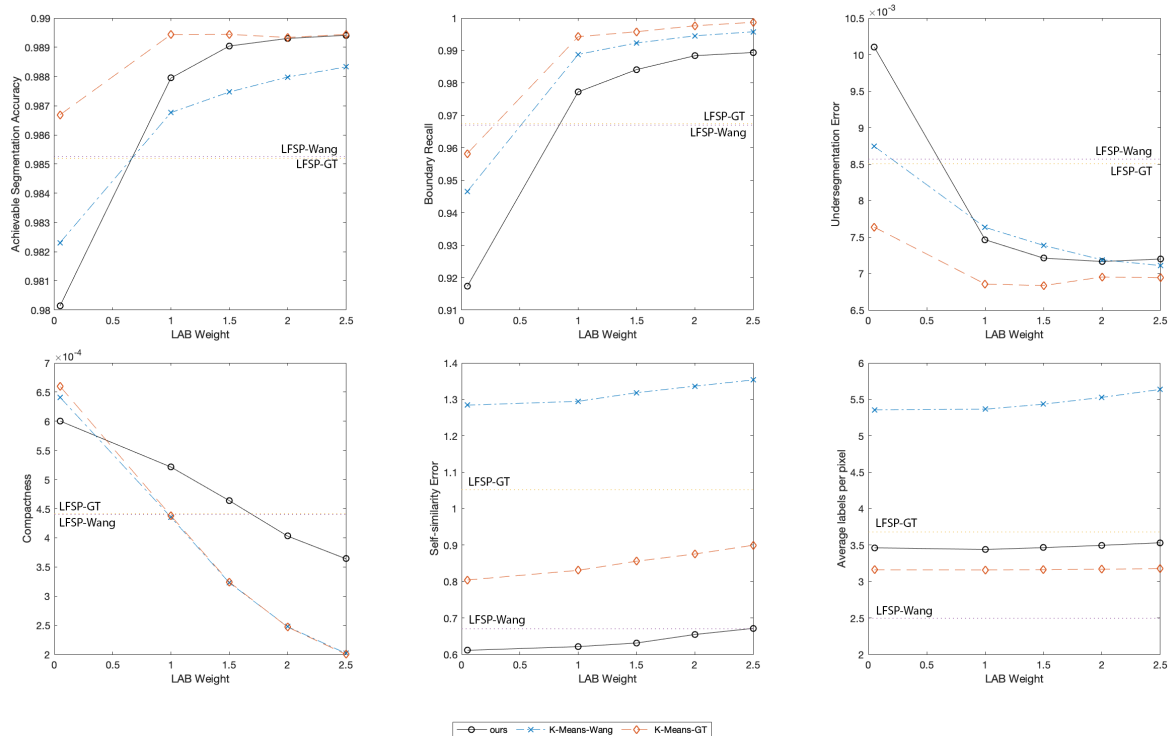 0.99
0.989
0.988
0.987
0.986
0.985
0.984
0.983
0.982
0.981
0.98
Achievable Segmentation Accuracy
LFSP-Wang
LFSP-GT
0 0.5 1 1.5 2 2.5
LAB Weight
1
0.99
0.98
0.97
0.96
0.95
0.94
0.93
0.92
0.91
Boundary Recall
LFSP-GT
LFSP-Wang
0 0.5 1 1.5 2 2.5
LAB Weight
×10⁻³
10.5
10
9.5
9
8.5
8
7.5
7
6.5
Undersegmentation Error
LFSP-Wang
LFSP-GT
0 0.5 1 1.5 2 2.5
LAB Weight
×10⁻⁴
7
6.5
6
5.5
5
4.5
4
3.5
3
2.5
2
Compactness
LFSP-GT
LFSP-Wang
0 0.5 1 1.5 2 2.5
LAB Weight
1.4
1.3
1.2
1.1
1
0.9
0.8
0.7
0.6
Self-similarity Error
LFSP-GT
LFSP-Wang
0 0.5 1 1.5 2 2.5
LAB Weight
6
5.5
5
4.5
4
3.5
3
2.5
2
Average labels per pixel
LFSP-GT
LFSP-Wang
0 0.5 1 1.5 2 2.5
LAB Weight
ours K-Means-Wang K-Means-GT